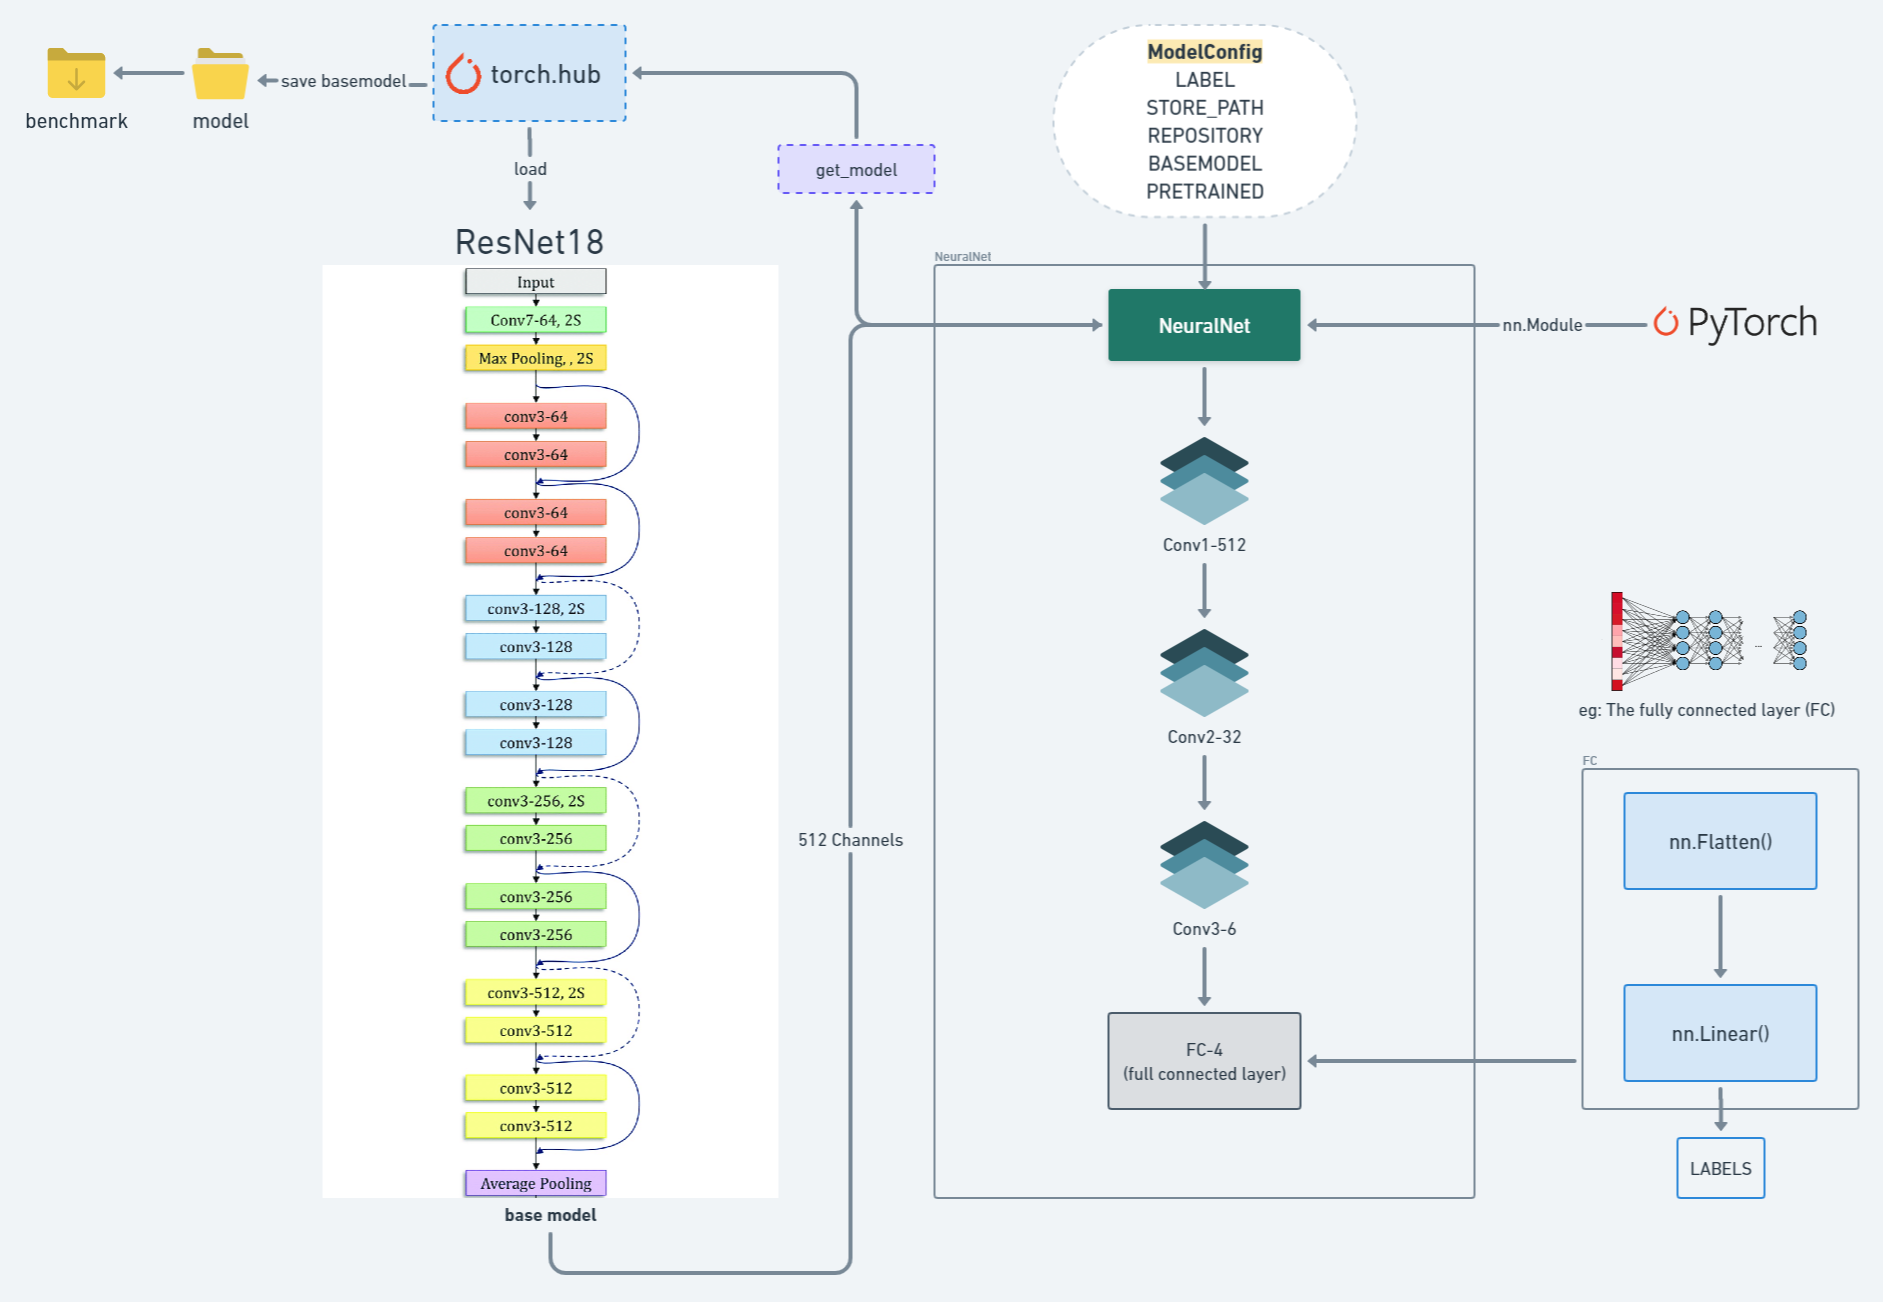 benchmark
model
save basemodel
torch.hub
load
get_model
ModelConfig
LABEL
STORE_PATH
REPOSITORY
BASEMODEL
PRETRAINED
ResNet18
Input
Conv7-64, 2S
Max Pooling, , 2S
conv3-64
conv3-64
conv3-64
conv3-64
conv3-128, 2S
conv3-128
conv3-128
conv3-128
conv3-256, 2S
conv3-256
conv3-256
conv3-256
conv3-512, 2S
conv3-512
conv3-512
conv3-512
Average Pooling
base model
512 Channels
NeuralNet
NeuralNet
nn.Module
PyTorch
Conv1-512
Conv2-32
Conv3-6
FC-4
(full connected layer)
...
eg: The fully connected layer (FC)
FC
nn.Flatten()
nn.Linear()
LABELS